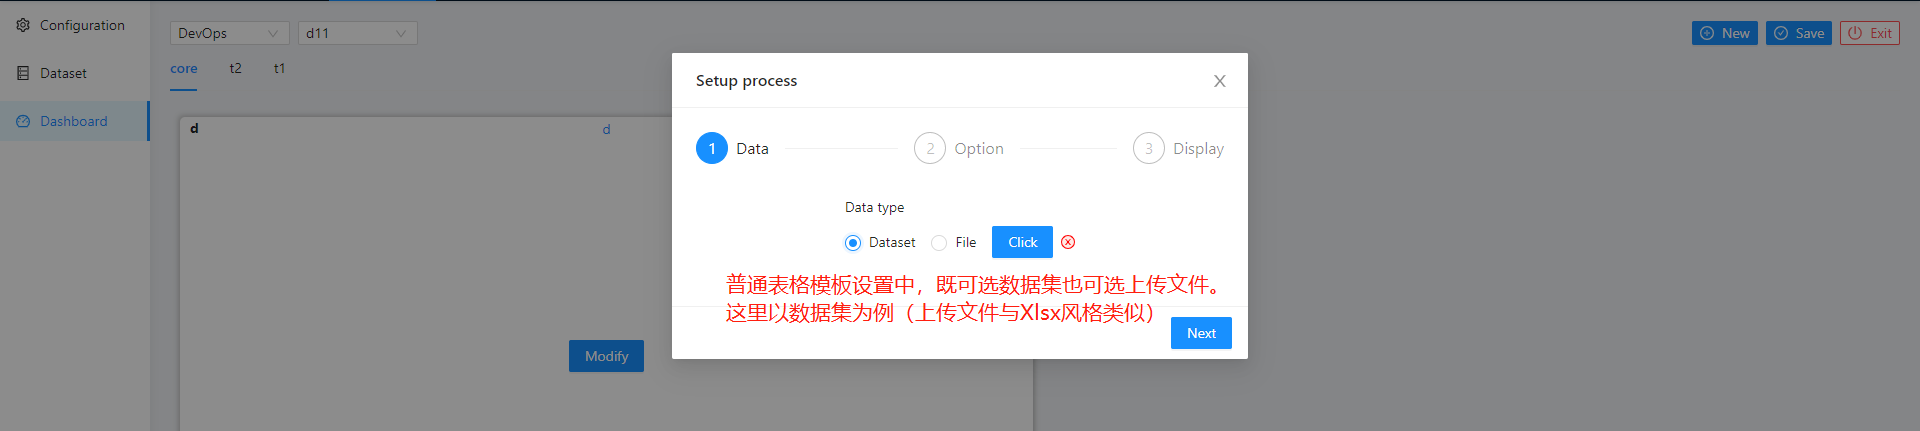 Configuration
DevOps
d11
New
Save
Exit
Dataset
core
t2
t1
Dashboard
d
d
Setup process
1 Data
2 Option
3 Display
Data type
Dataset
File
Click
普通表格模板设置中，既可选数据集也可选上传文件。
这里以数据集为例（上传文件与Xlsx风格类似）
Next
Modify